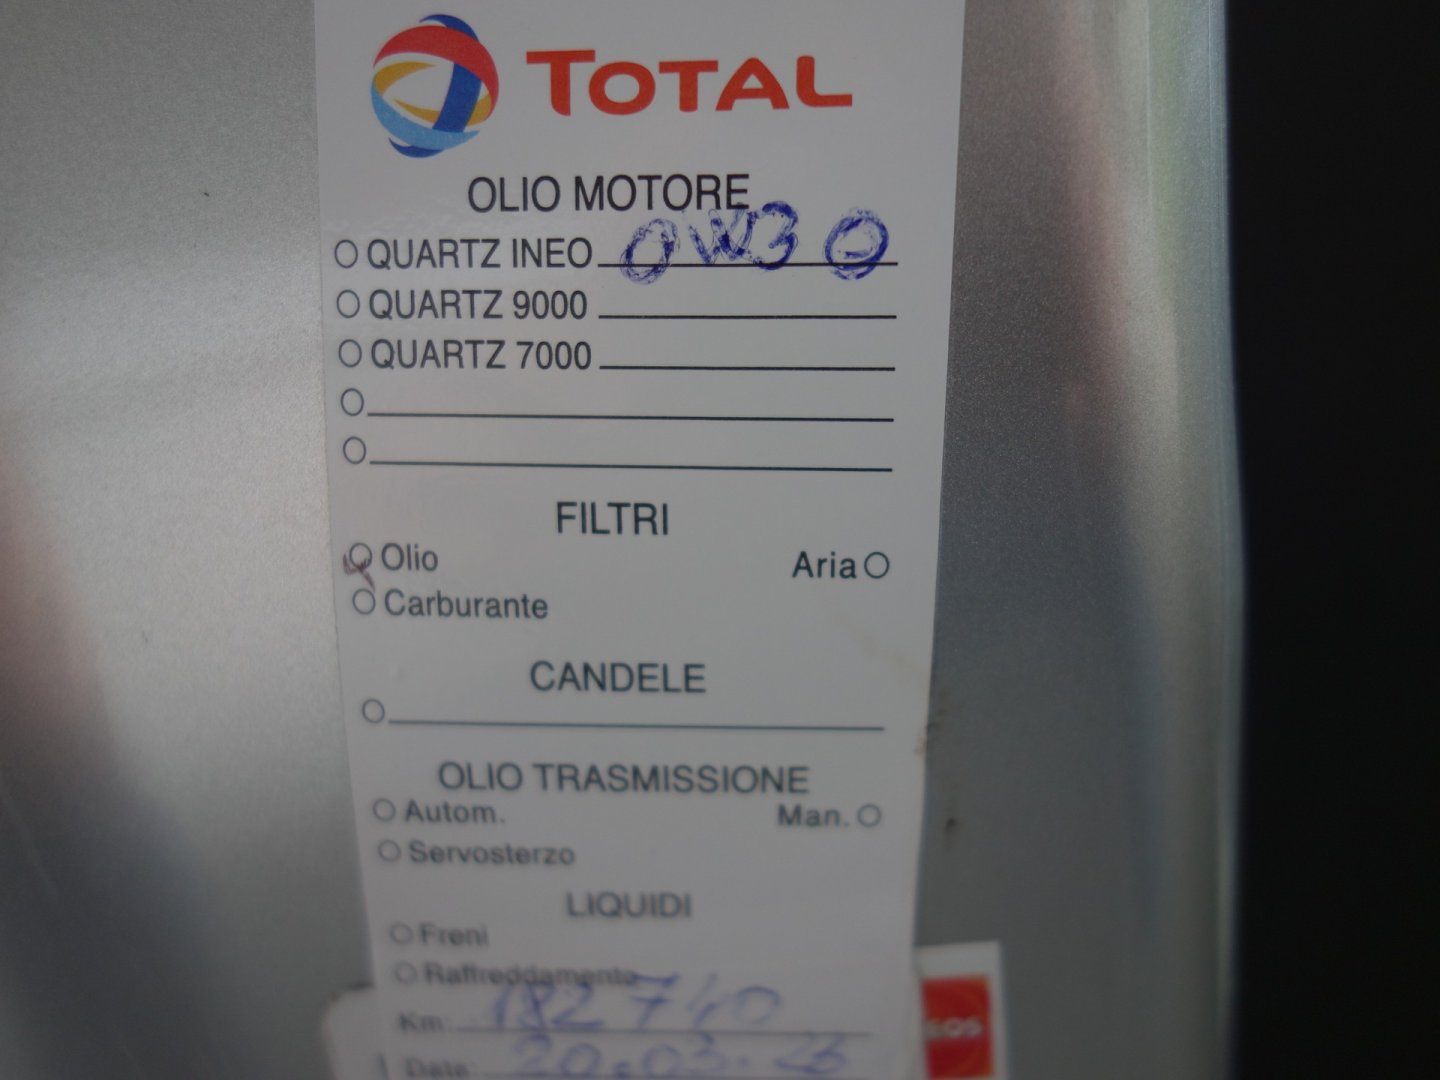 TOTAL
OLIO MOTORE
QUARTZ INEO 0W30
QUARTZ 9000
QUARTZ 7000
FILTRI
Olio Aria
Carburante
CANDELE
OLIO TRASMISSIONE
Autom. Man.
Servosterzo
LIQUIDI
Freni
Raffreddamento
Km: 182740
Data: 20.03.23